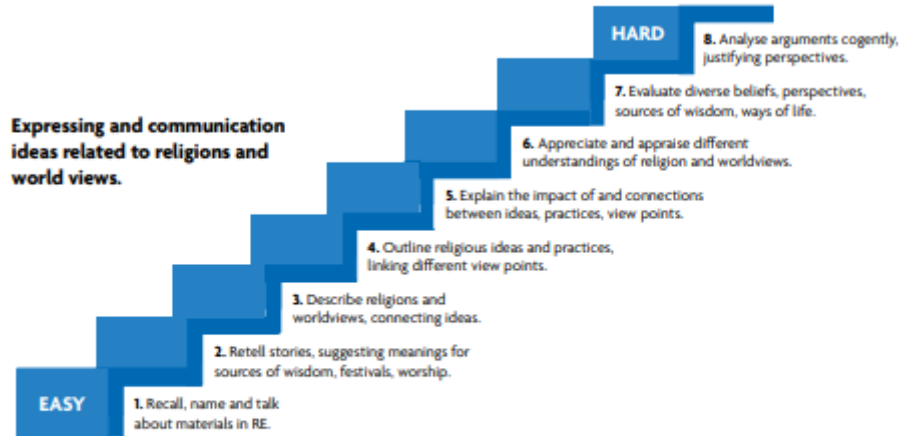 HARD
8. Analyse arguments cogently,
justifying perspectives.
7. Evaluate diverse beliefs, perspectives,
sources of wisdom, ways of life.
Expressing and communication
ideas related to religions and
world views.
6. Appreciate and appraise different
understandings of religion and worldviews.
5. Explain the impact of and connections
between ideas, practices, view points.
4. Outline religious ideas and practices,
linking different view points.
3. Describe religions and
worldviews, connecting ideas.
2. Retell stories, suggesting meanings for
sources of wisdom, festivals, worship.
EASY
1. Recall, name and talk
about materials in RE.